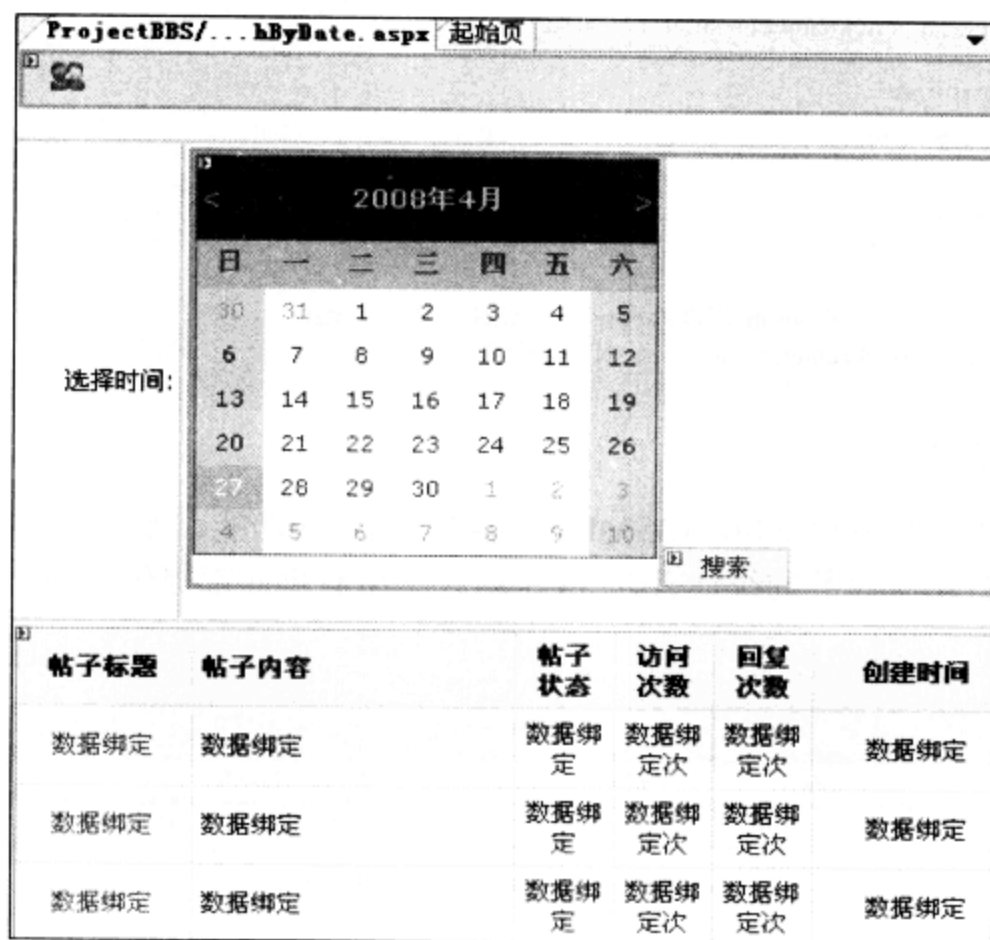 ProjectBBS/...hByDate.aspx 起始页
< 2008年4月 >
日 一 二 三 四 五 六
30 31 1 2 3 4 5
6 7 8 9 10 11 12
选择时间:
13 14 15 16 17 18 19
20 21 22 23 24 25 26
27 28 29 30 1 2 3
4 5 6 7 8 9 10
搜索
帖子标题 帖子内容 帖子状态 访问次数 回复次数 创建时间
数据绑定 数据绑定 数据绑定 数据绑定次 数据绑定次 数据绑定
数据绑定 数据绑定 数据绑定 数据绑定次 数据绑定次 数据绑定
数据绑定 数据绑定 数据绑定 数据绑定次 数据绑定次 数据绑定